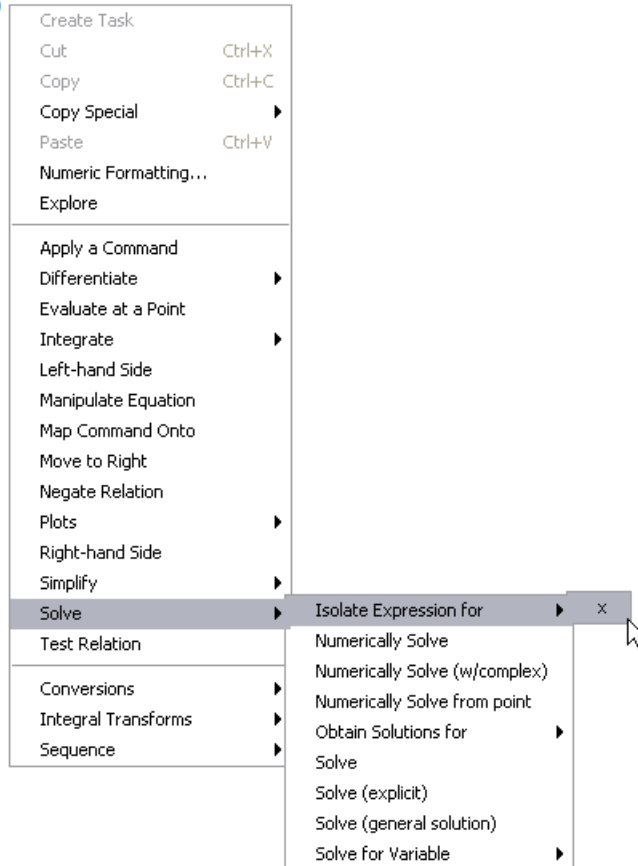 Create Task
Cut Ctrl+X
Copy Ctrl+C
Copy Special
Paste Ctrl+V
Numeric Formatting...
Explore
Apply a Command
Differentiate
Evaluate at a Point
Integrate
Left-hand Side
Manipulate Equation
Map Command Onto
Move to Right
Negate Relation
Plots
Right-hand Side
Simplify
Solve
Test Relation
Conversions
Integral Transforms
Sequence
Isolate Expression for
Numerically Solve
Numerically Solve (w/complex)
Numerically Solve from point
Obtain Solutions for
Solve
Solve (explicit)
Solve (general solution)
Solve for Variable
x